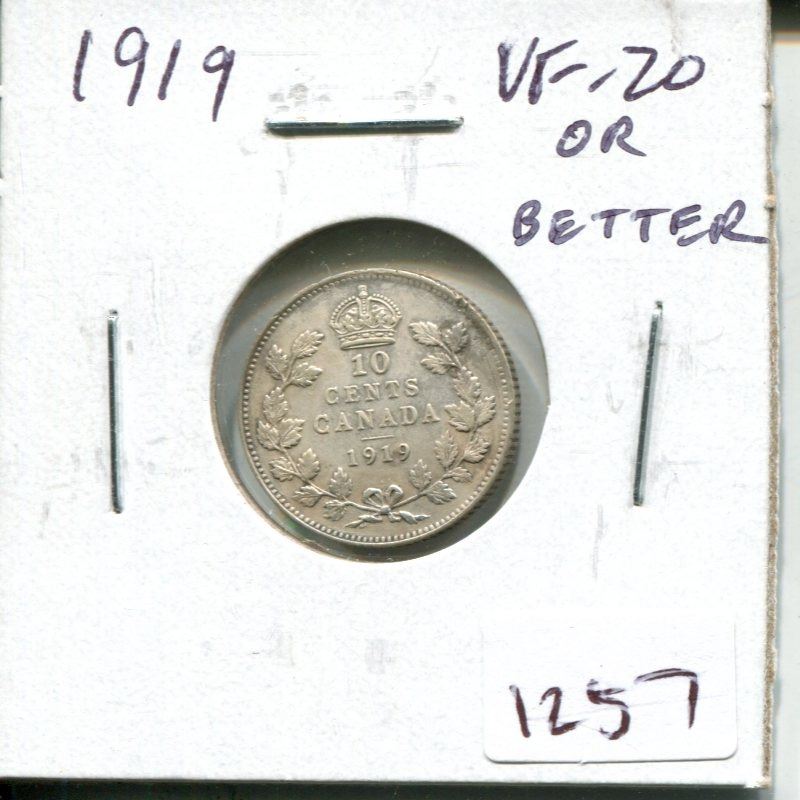 1919
VF-20
OR
BETTER
10
CENTS
CANADA
1919
1257